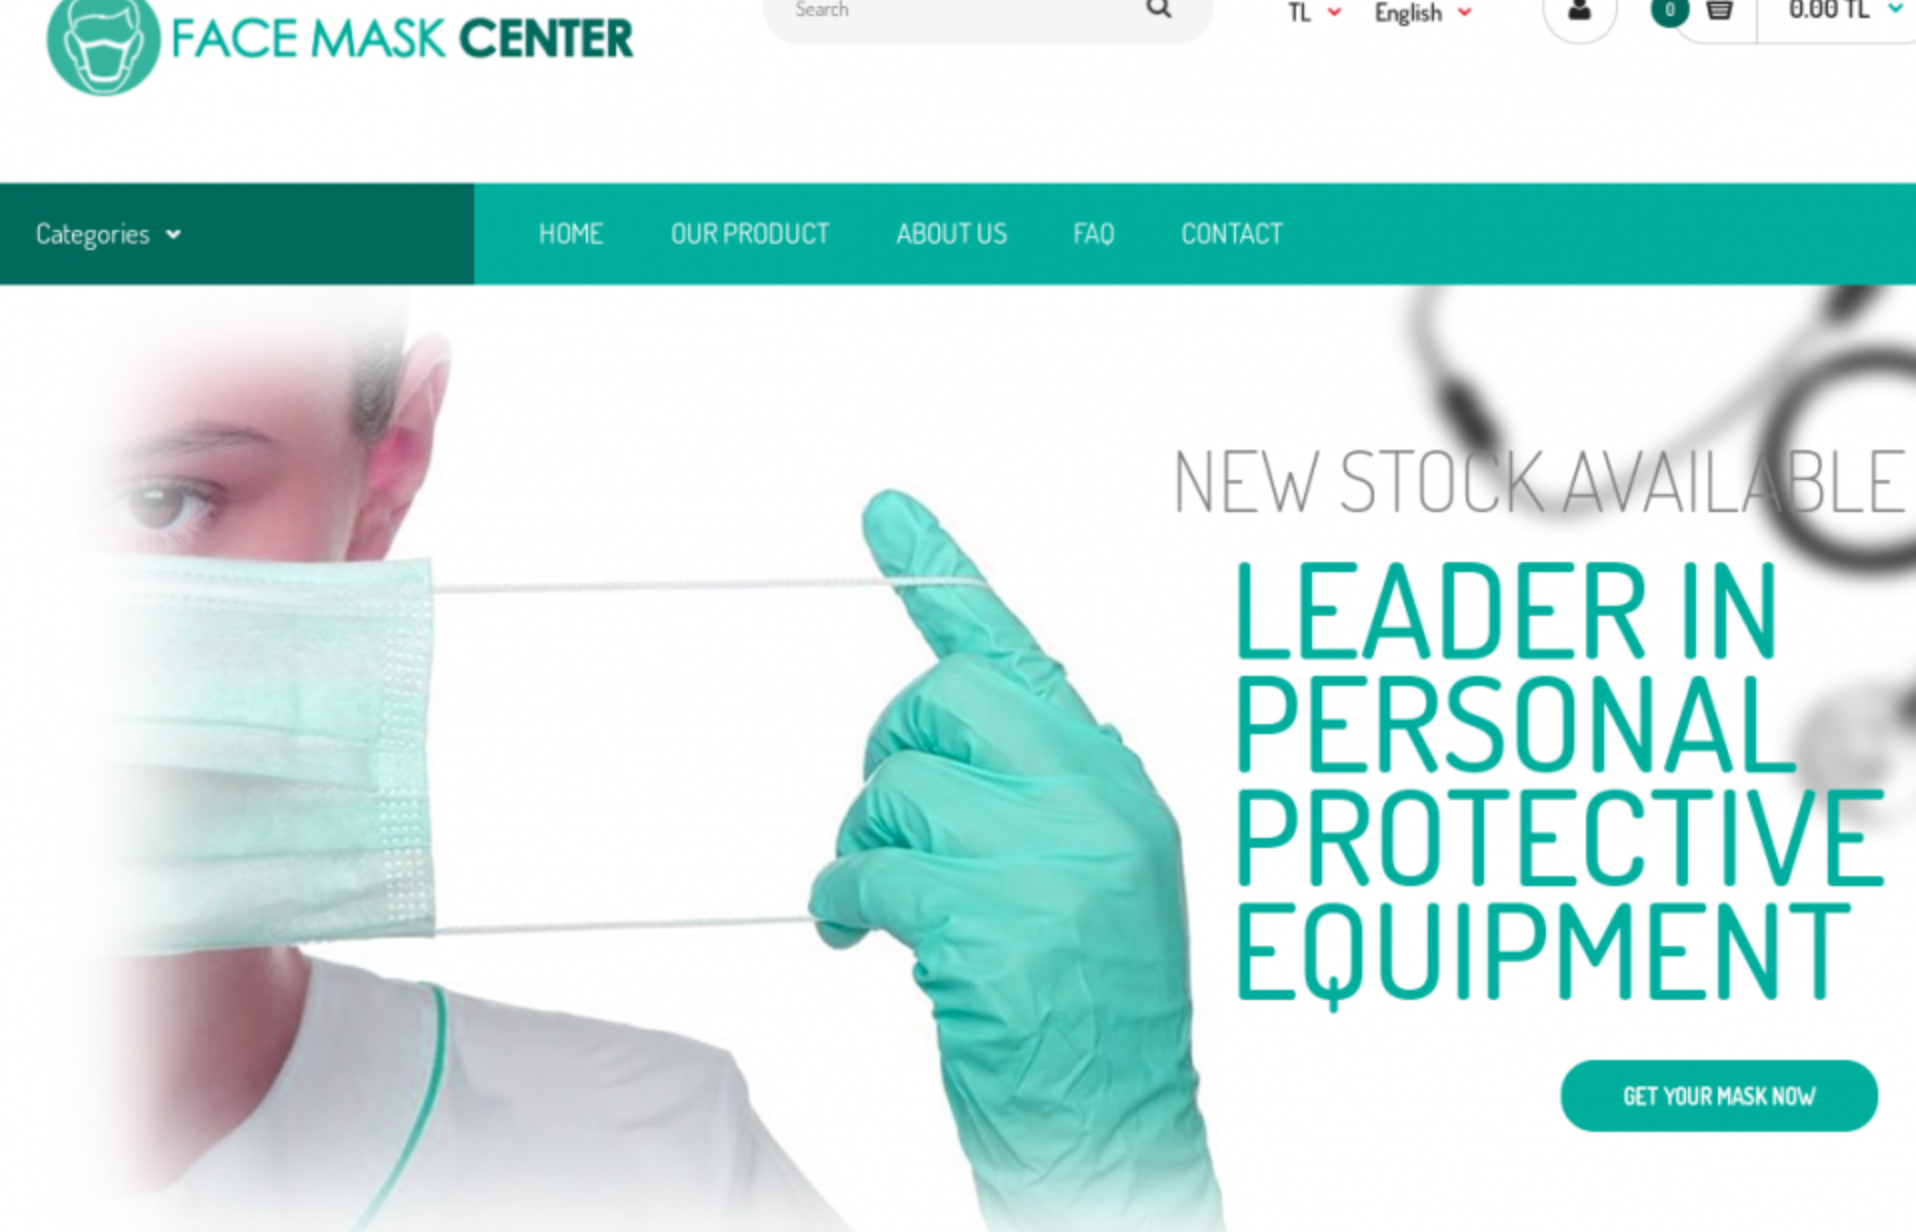 FACE MASK CENTER
Search
TL
English
0
0.00 TL
Categories
HOME
OUR PRODUCT
ABOUT US
FAQ
CONTACT
NEW STOCK AVAILABLE
LEADER IN
PERSONAL
PROTECTIVE
EQUIPMENT
GET YOUR MASK NOW